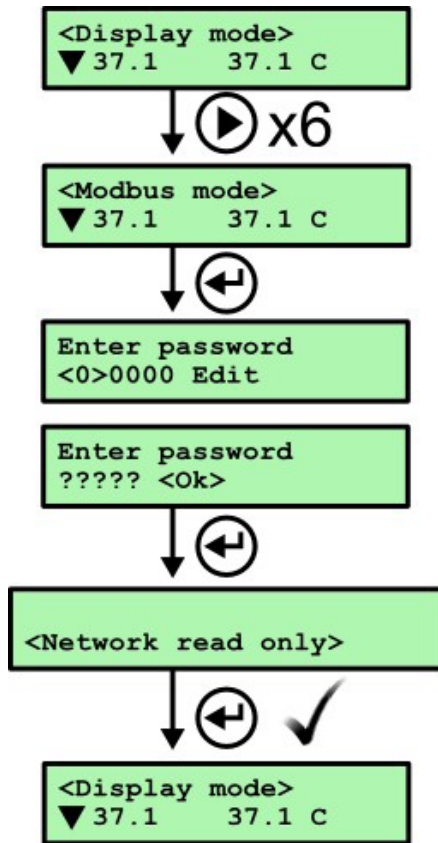 <Display mode>
▼ 37.1 37.1 C
x6
<Modbus mode>
▼ 37.1 37.1 C
Enter password
<0>0000 Edit
Enter password
????? <Ok>
<Network read only>
<Display mode>
▼ 37.1 37.1 C